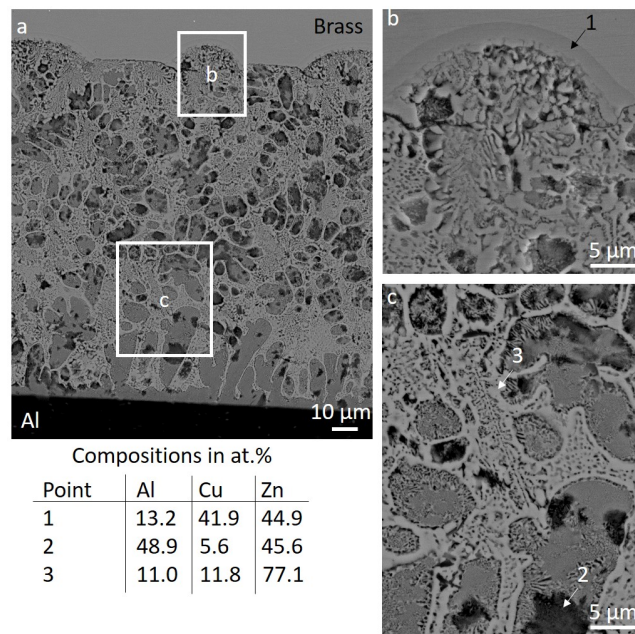 a
Brass
b
c
Al
10 µm
b
1
5 µm
c
3
2
5 µm
Compositions in at.%
Point Al Cu Zn
1 13.2 41.9 44.9
2 48.9 5.6 45.6
3 11.0 11.8 77.1